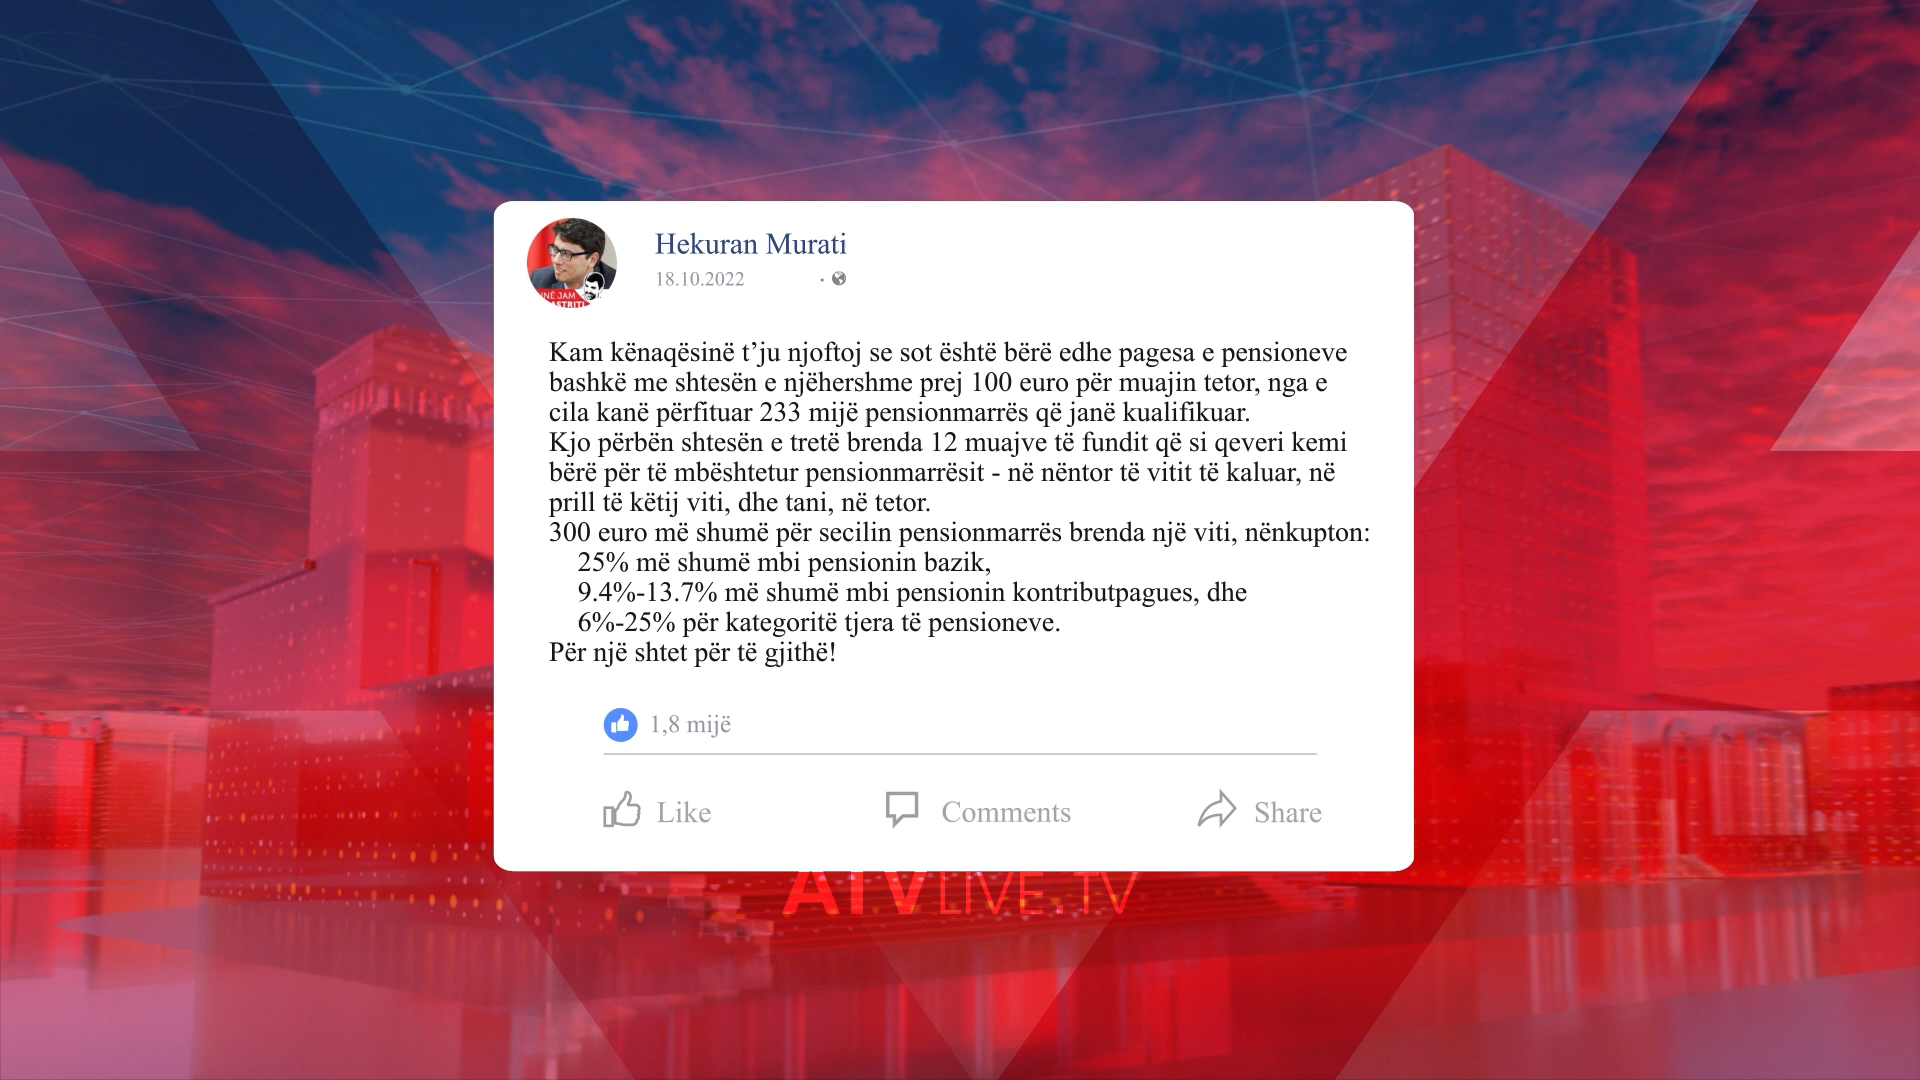 Hekuran Murati
18.10.2022
NË JAM
ASTRITI
Kam kënaqësinë t’ju njoftoj se sot është bërë edhe pagesa e pensioneve
bashkë me shtesën e njëhershme prej 100 euro për muajin tetor, nga e
cila kanë përfituar 233 mijë pensionmarrës që janë kualifikuar.
Kjo përbën shtesën e tretë brenda 12 muajve të fundit që si qeveri kemi
bërë për të mbështetur pensionmarrësit - në nëntor të vitit të kaluar, në
prill të këtij viti, dhe tani, në tetor.
300 euro më shumë për secilin pensionmarrës brenda një viti, nënkupton:
25% më shumë mbi pensionin bazik,
9.4%-13.7% më shumë mbi pensionin kontributpagues, dhe
6%-25% për kategoritë tjera të pensioneve.
Për një shtet për të gjithë!
1,8 mijë
Like Comments Share
ATVLIVE.TV